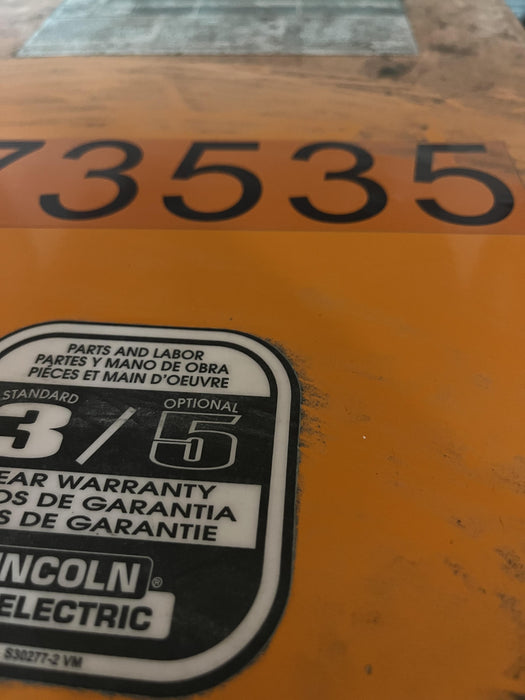 73535
PARTS AND LABOR
PARTES Y MANO DE OBRA
PIÉCES ET MAIN D'OEUVRE
STANDARD OPTIONAL
3/5
EAR WARRANTY
OS DE GARANTIA
S DE GARANTIE
INCOLN®
ELECTRIC
S30277-2 VM